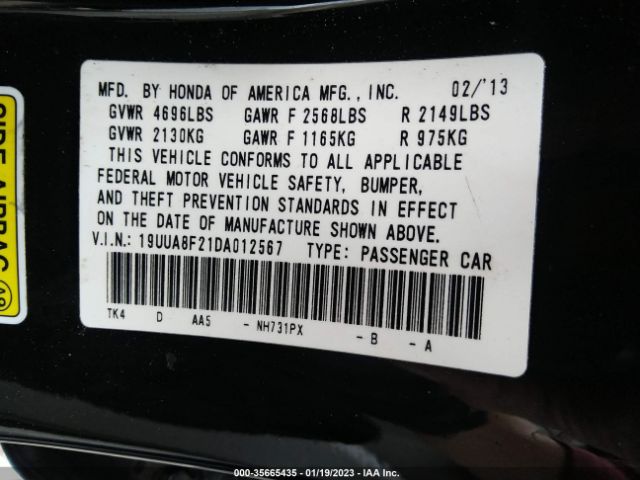 MFD. BY HONDA OF AMERICA MFG., INC. 02/'13
GVWR 4696LBS GAWR F 2568LBS R 2149LBS
GVWR 2130KG GAWR F 1165KG R 975KG
THIS VEHICLE CONFORMS TO ALL APPLICABLE
FEDERAL MOTOR VEHICLE SAFETY, BUMPER,
AND THEFT PREVENTION STANDARDS IN EFFECT
ON THE DATE OF MANUFACTURE SHOWN ABOVE.
V.I.N.: 19UUA8F21DA012567 TYPE: PASSENGER CAR
TK4 D AA5 - NH731PX - B - A
SIDE AIRBAG
A9
000-35665435 - 01/19/2023 - IAA Inc.